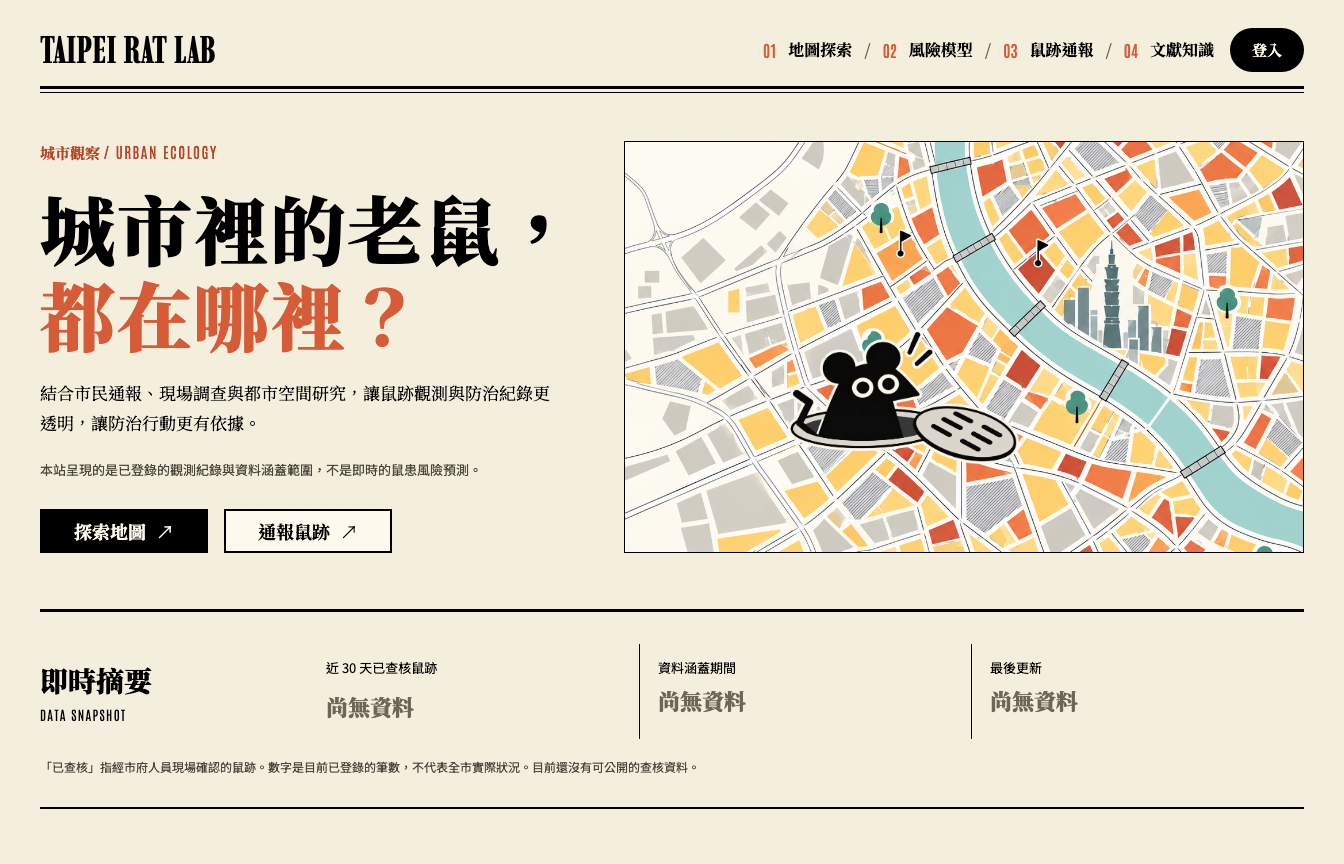 TAIPEI RAT LAB
01 地圖探索 / 02 風險模型 / 03 鼠跡通報 / 04 文獻知識
登入
城市觀察 / URBAN ECOLOGY
城市裡的老鼠，
都在哪裡？
結合市民通報、現場調查與都市空間研究，讓鼠跡觀測與防治紀錄更
透明，讓防治行動更有依據。
本站呈現的是已登錄的觀測紀錄與資料涵蓋範圍，不是即時的鼠患風險預測。
探索地圖 ↗
通報鼠跡 ↗
即時摘要
DATA SNAPSHOT
近 30 天已查核鼠跡
尚無資料
資料涵蓋期間
尚無資料
最後更新
尚無資料
「已查核」指經市府人員現場確認的鼠跡。數字是目前已登錄的筆數，不代表全市實際狀況。目前還沒有可公開的查核資料。